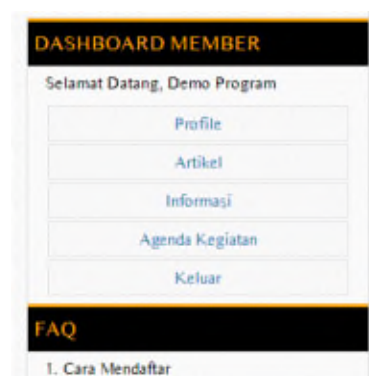 DASHBOARD MEMBER
Selamat Datang, Demo Program
Profile
Artikel
Informasi
Agenda Kegiatan
Keluar
FAQ
1. Cara Mendaftar